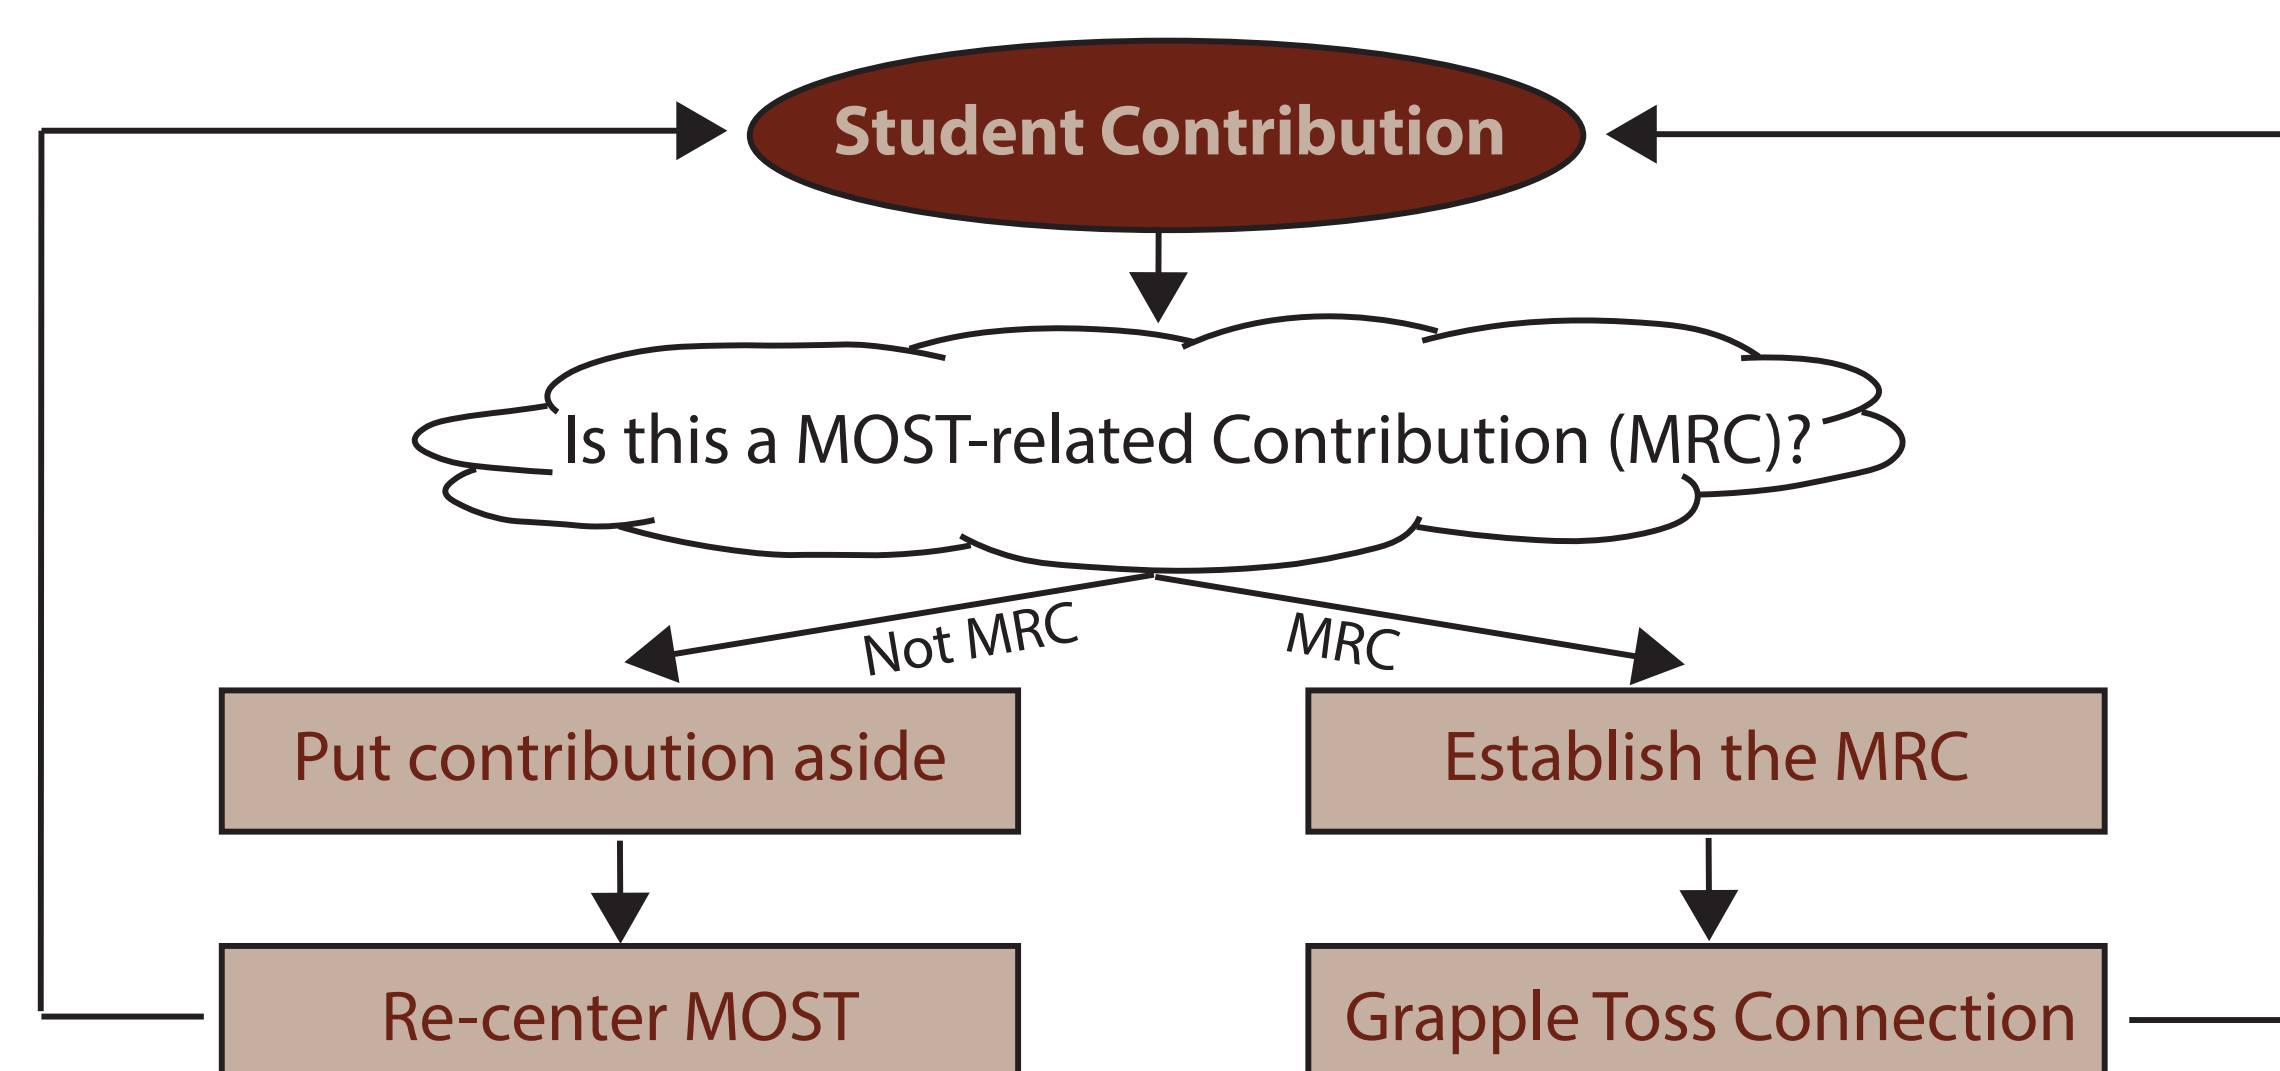 Student Contribution
Is this a MOST-related Contribution (MRC)?
Not MRC
MRC
Put contribution aside
Establish the MRC
Re-center MOST
Grapple Toss Connection